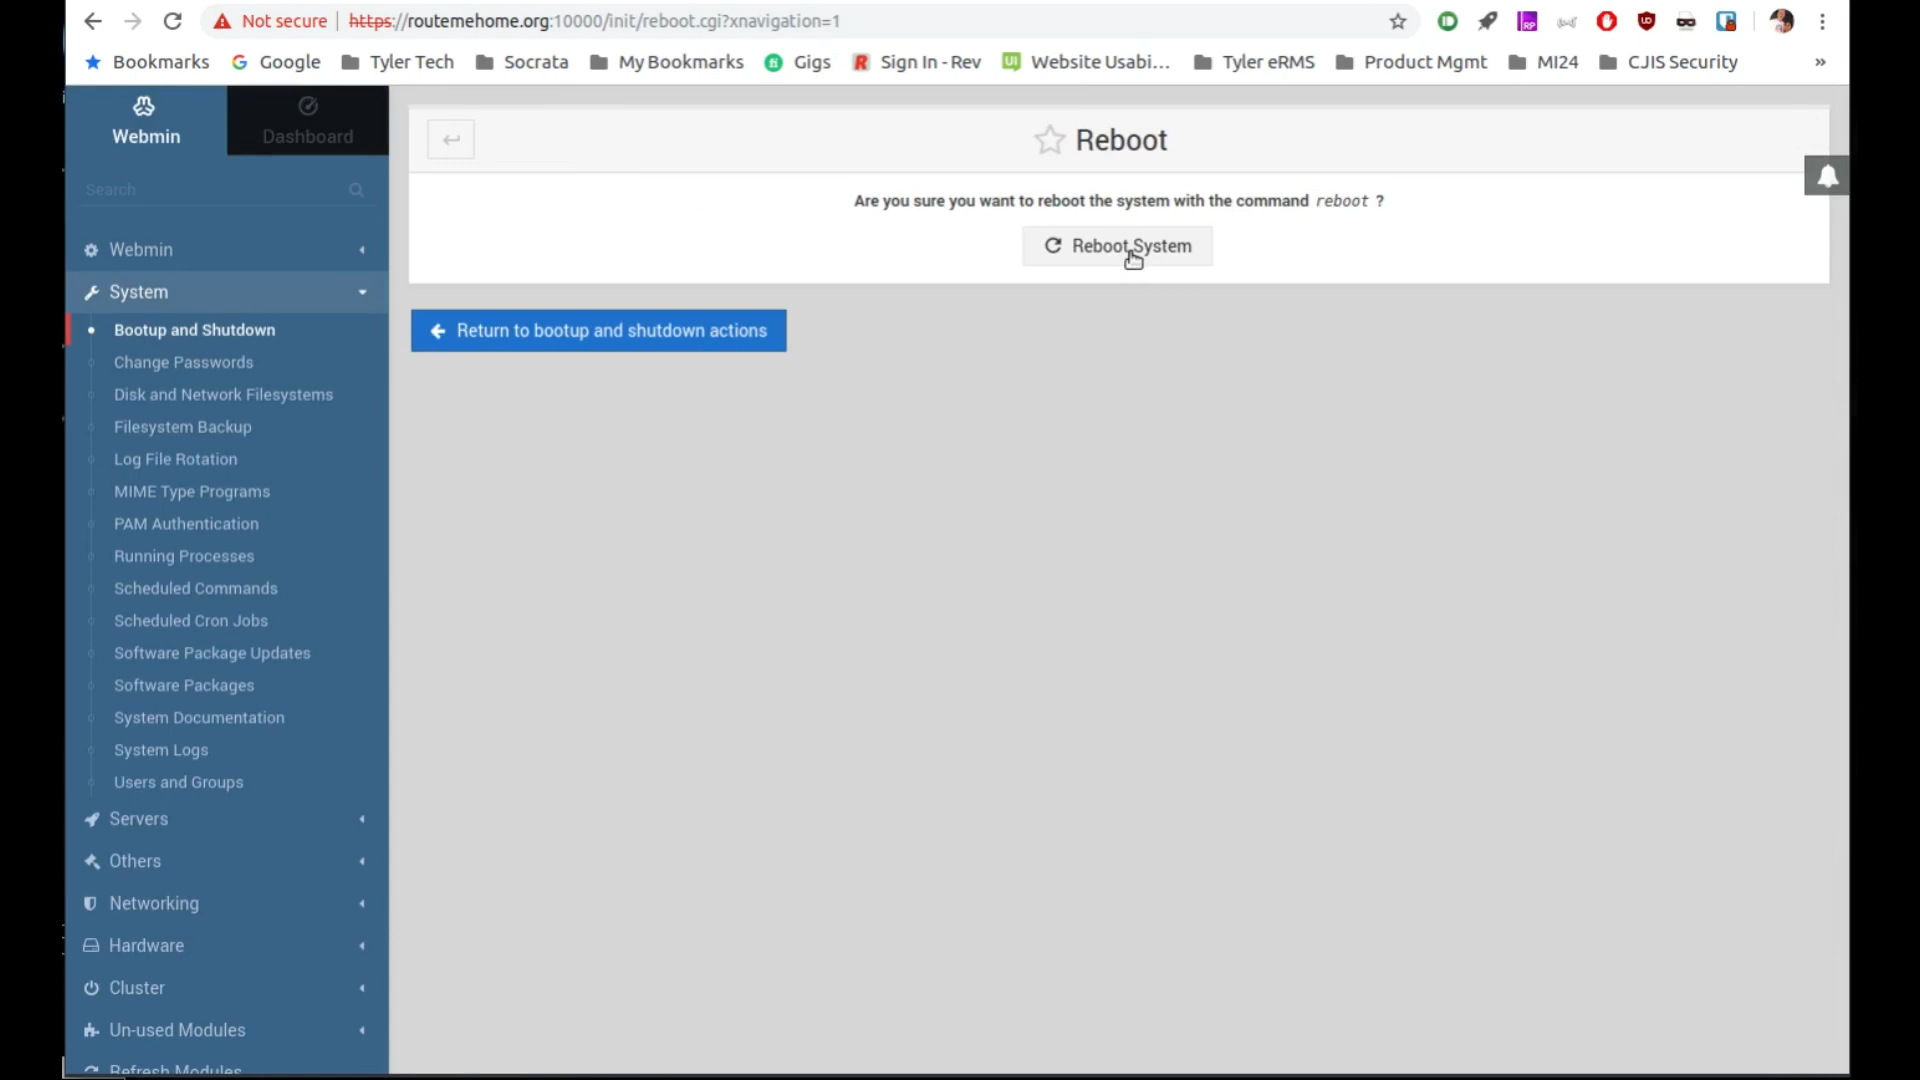 Not secure | https://routemehome.org:10000/init/reboot.cgi?xnavigation=1
Bookmarks Google Tyler Tech Socrata My Bookmarks Gigs Sign In - Rev Website Usabi... Tyler eRMS Product Mgmt MI24 CJIS Security »
Webmin
Dashboard
Search
Webmin
System
Bootup and Shutdown
Change Passwords
Disk and Network Filesystems
Filesystem Backup
Log File Rotation
MIME Type Programs
PAM Authentication
Running Processes
Scheduled Commands
Scheduled Cron Jobs
Software Package Updates
Software Packages
System Documentation
System Logs
Users and Groups
Servers
Others
Networking
Hardware
Cluster
Un-used Modules
Refresh Modules
Reboot
Are you sure you want to reboot the system with the command reboot ?
Reboot System
Return to bootup and shutdown actions